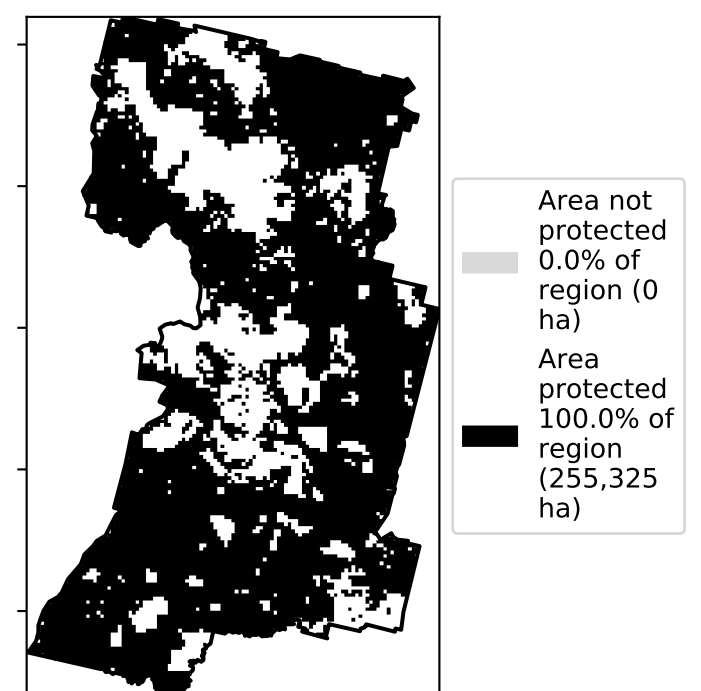 Area not
protected
0.0% of
region (0
ha)
Area
protected
100.0% of
region
(255,325
ha)